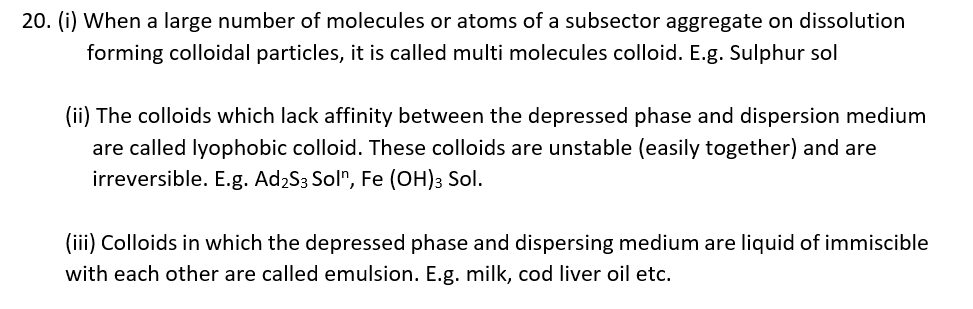 20. (i) When a large number of molecules or atoms of a subsector aggregate on dissolution
forming colloidal particles, it is called multi molecules colloid. E.g. Sulphur sol
(ii) The colloids which lack affinity between the depressed phase and dispersion medium
are called lyophobic colloid. These colloids are unstable (easily together) and are
irreversible. E.g. Ad₂S₃ Solⁿ, Fe (OH)₃ Sol.
(iii) Colloids in which the depressed phase and dispersing medium are liquid of immiscible
with each other are called emulsion. E.g. milk, cod liver oil etc.